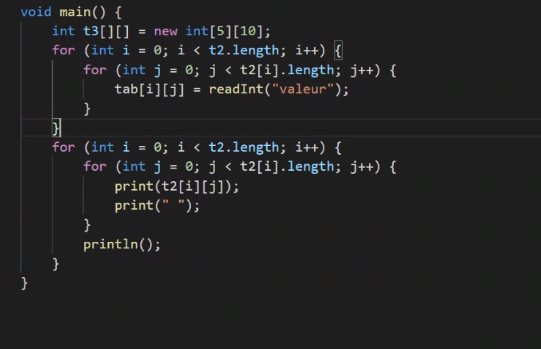 void main() {
    int t3[][] = new int[5][10];
    for (int i = 0; i < t2.length; i++) {
        for (int j = 0; j < t2[i].length; j++) {
            tab[i][j] = readInt("valeur");
        }
    }
    for (int i = 0; i < t2.length; i++) {
        for (int j = 0; j < t2[i].length; j++) {
            print(t2[i][j]);
            print(" ");
        }
        println();
    }
}